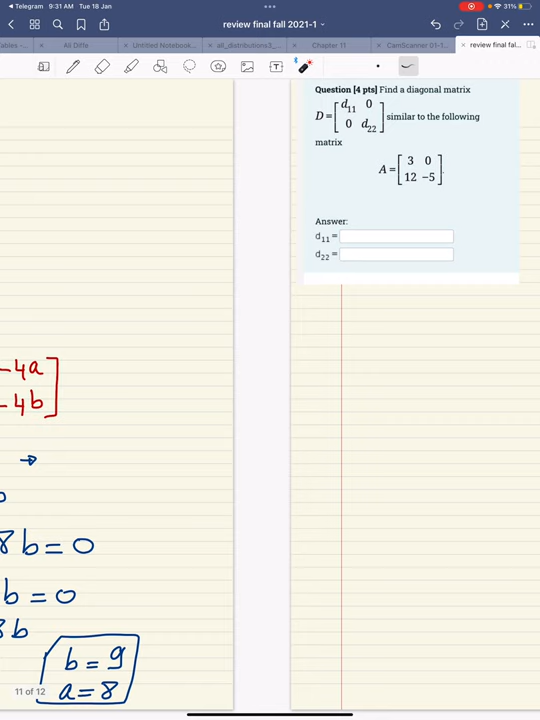 Telegram 9:31 AM Tue 18 Jan
31%
review final fall 2021-1
Tables -...
All Diffe
Untitled Notebook...
all_distributions3_...
Chapter 11
CamScanner 01-1...
review final fal...
Question [4 pts] Find a diagonal matrix
D = [d11 0
0 d22] similar to the following
matrix
A = [3 0
12 -5].
Answer:
d11 =
d22 =
-4a
-4b
→
8b = 0
b = 0
8b
b = 9
a = 8
11 of 12